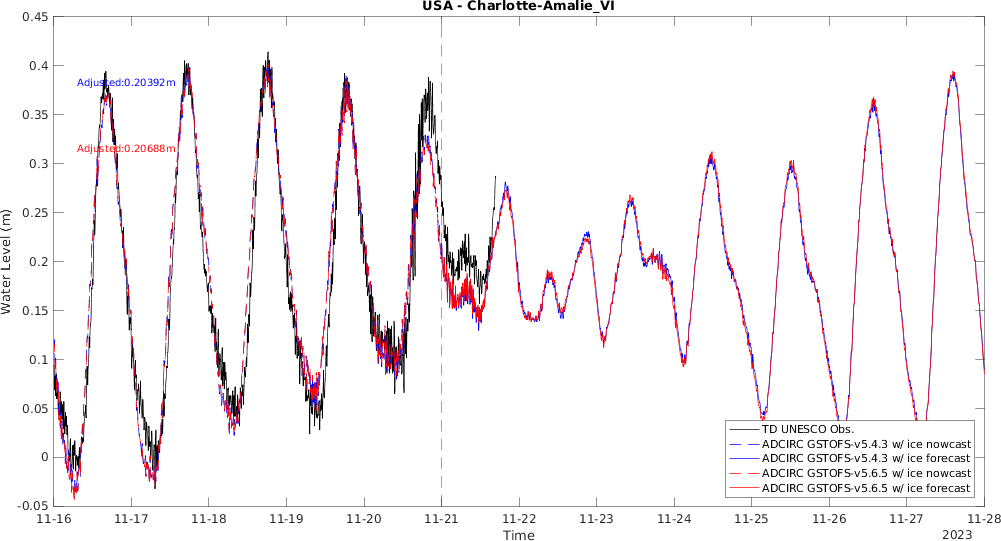 USA - Charlotte-Amalie_VI
0.45
0.4
0.35
0.3
0.25
0.2
0.15
0.1
0.05
0
-0.05
Water Level (m)
Adjusted:0.20392m
Adjusted:0.20688m
TD UNESCO Obs.
ADCIRC GSTOFS-v5.4.3 w/ ice nowcast
ADCIRC GSTOFS-v5.4.3 w/ ice forecast
ADCIRC GSTOFS-v5.6.5 w/ ice nowcast
ADCIRC GSTOFS-v5.6.5 w/ ice forecast
11-16 11-17 11-18 11-19 11-20 11-21 11-22 11-23 11-24 11-25 11-26 11-27 11-28
Time
2023